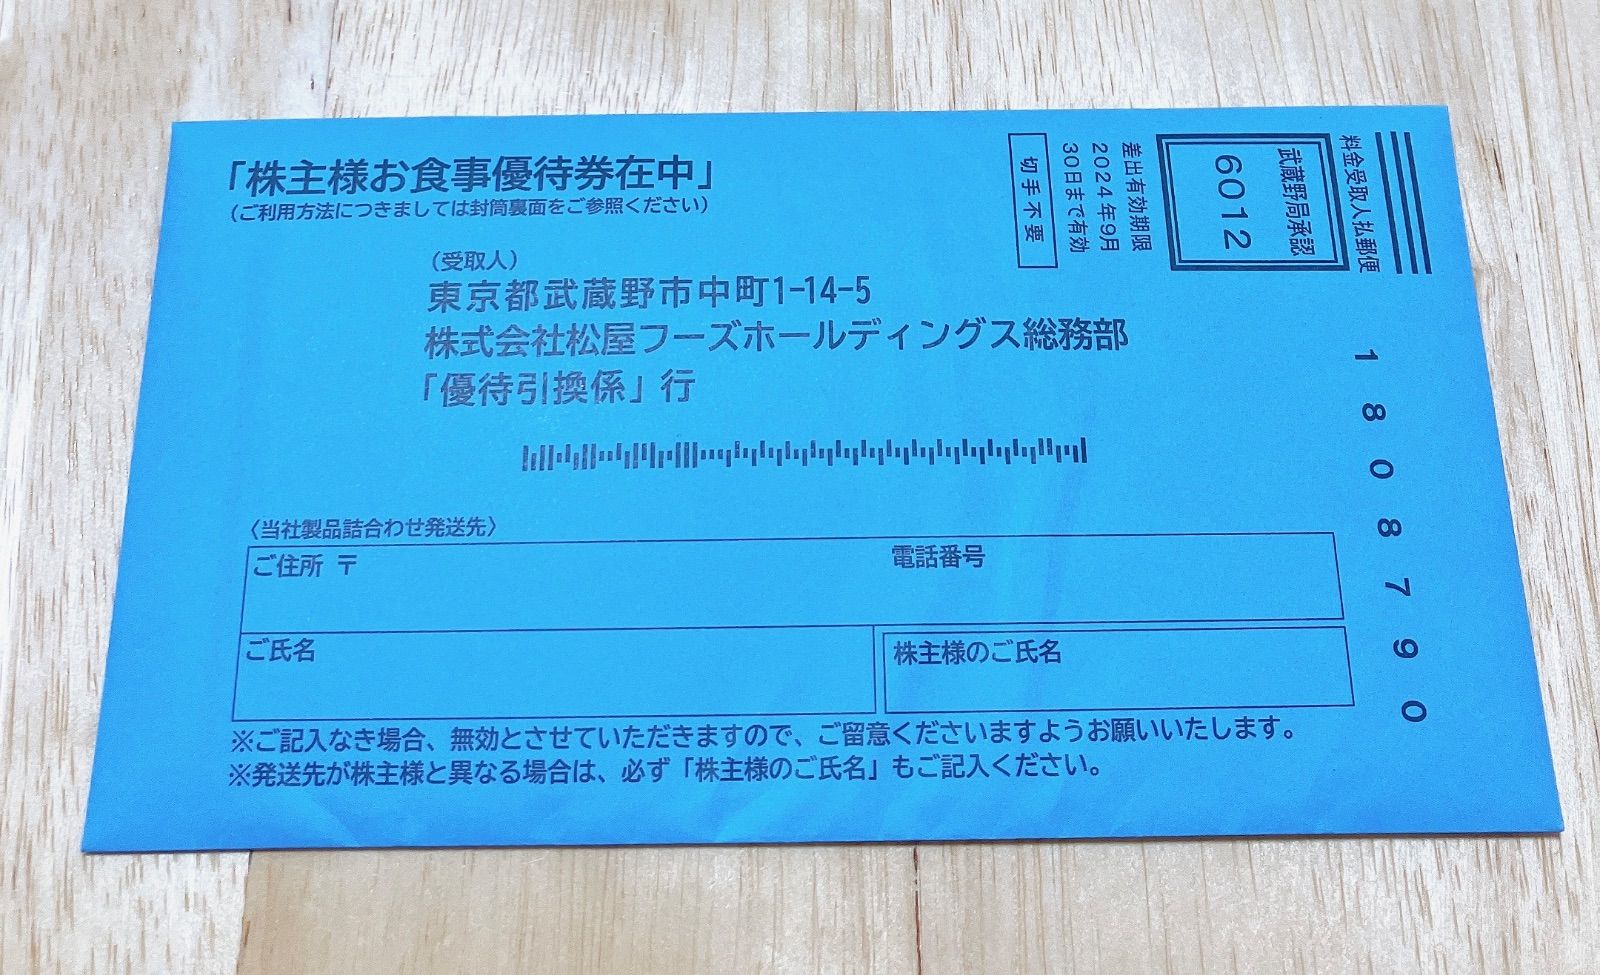 「株主様お食事優待券在中」
(ご利用方法につきましては封筒裏面をご参照ください)
料金受取人払郵便
武蔵野局承認
6012
差出有効期限
2024年9月
30日まで有効
切手不要
1808790
(受取人)
東京都武蔵野市中町1-14-5
株式会社松屋フーズホールディングス総務部
「優待引換係」行
〈当社製品詰合わせ発送先〉
ご住所 〒
電話番号
ご氏名
株主様のご氏名
※ご記入なき場合、無効とさせていただきますので、ご留意くださいますようお願いいたします。
※発送先が株主様と異なる場合は、必ず「株主様のご氏名」もご記入ください。